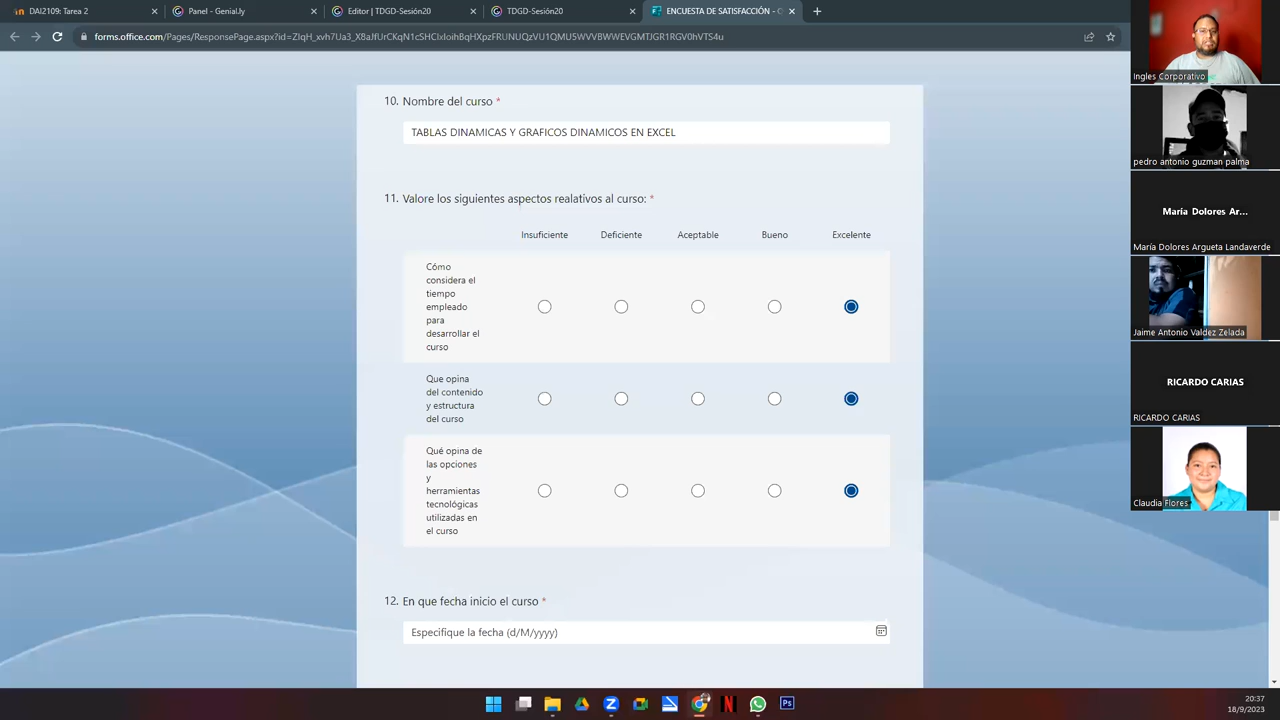 DAI2109: Tarea 2
Panel - Genial.ly
Editor | TDGD-Sesión20
TDGD-Sesión20
ENCUESTA DE SATISFACCIÓN - C
Ingles Corporativo
10. Nombre del curso *
TABLAS DINAMICAS Y GRAFICOS DINAMICOS EN EXCEL
pedro antonio guzman palma
11. Valore los siguientes aspectos realativos al curso: *
Insuficiente Deficiente Aceptable Bueno Excelente
Maria Dolores Ar...
María Dolores Argueta Landaverde
Cómo
considera el
tiempo
empleado
para
desarrollar el
curso
Jaime Antonio Valdez Zelada
Que opina
del contenido
y estructura
del curso
RICARDO CARIAS
RICARDO CARIAS
Qué opina de
las opciones
y
herramientas
tecnológicas
utilizadas en
el curso
Claudia Flores
12. En que fecha inicio el curso *
Especifique la fecha (d/M/yyyy)
20:37
18/9/2023